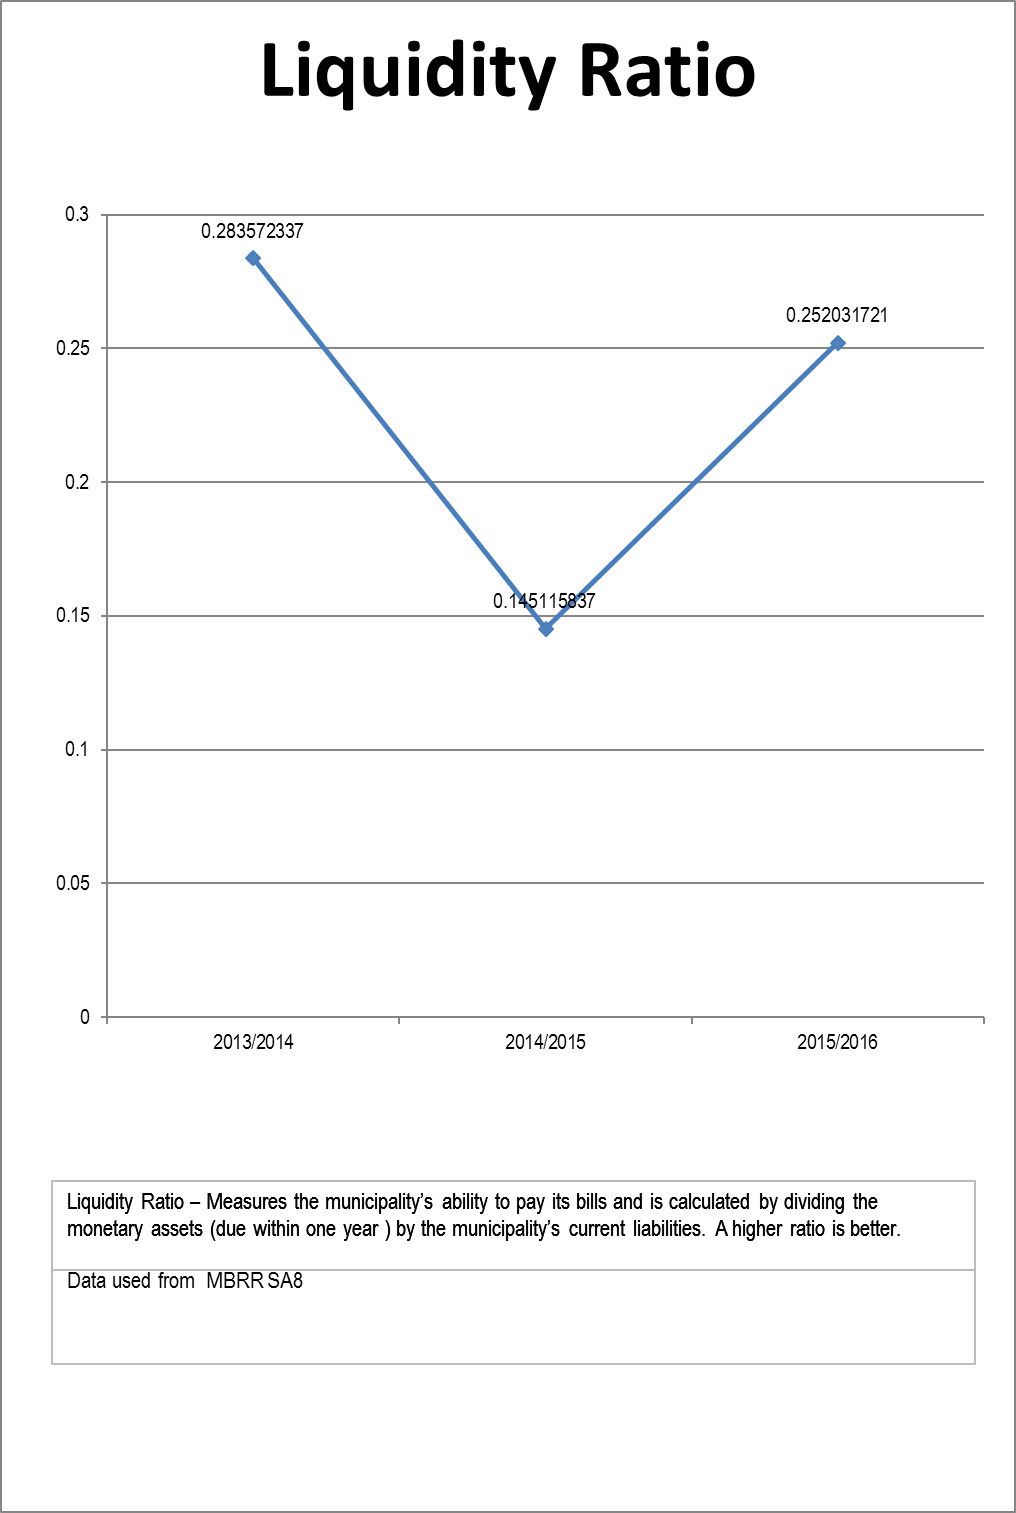 Liquidity Ratio
0.3
0.283572337
0.252031721
0.25
0.2
0.145115837
0.15
0.1
0.05
0
2013/2014 2014/2015 2015/2016
Liquidity Ratio – Measures the municipality’s ability to pay its bills and is calculated by dividing the
monetary assets (due within one year ) by the municipality’s current liabilities. A higher ratio is better.
Data used from MBRR SA8